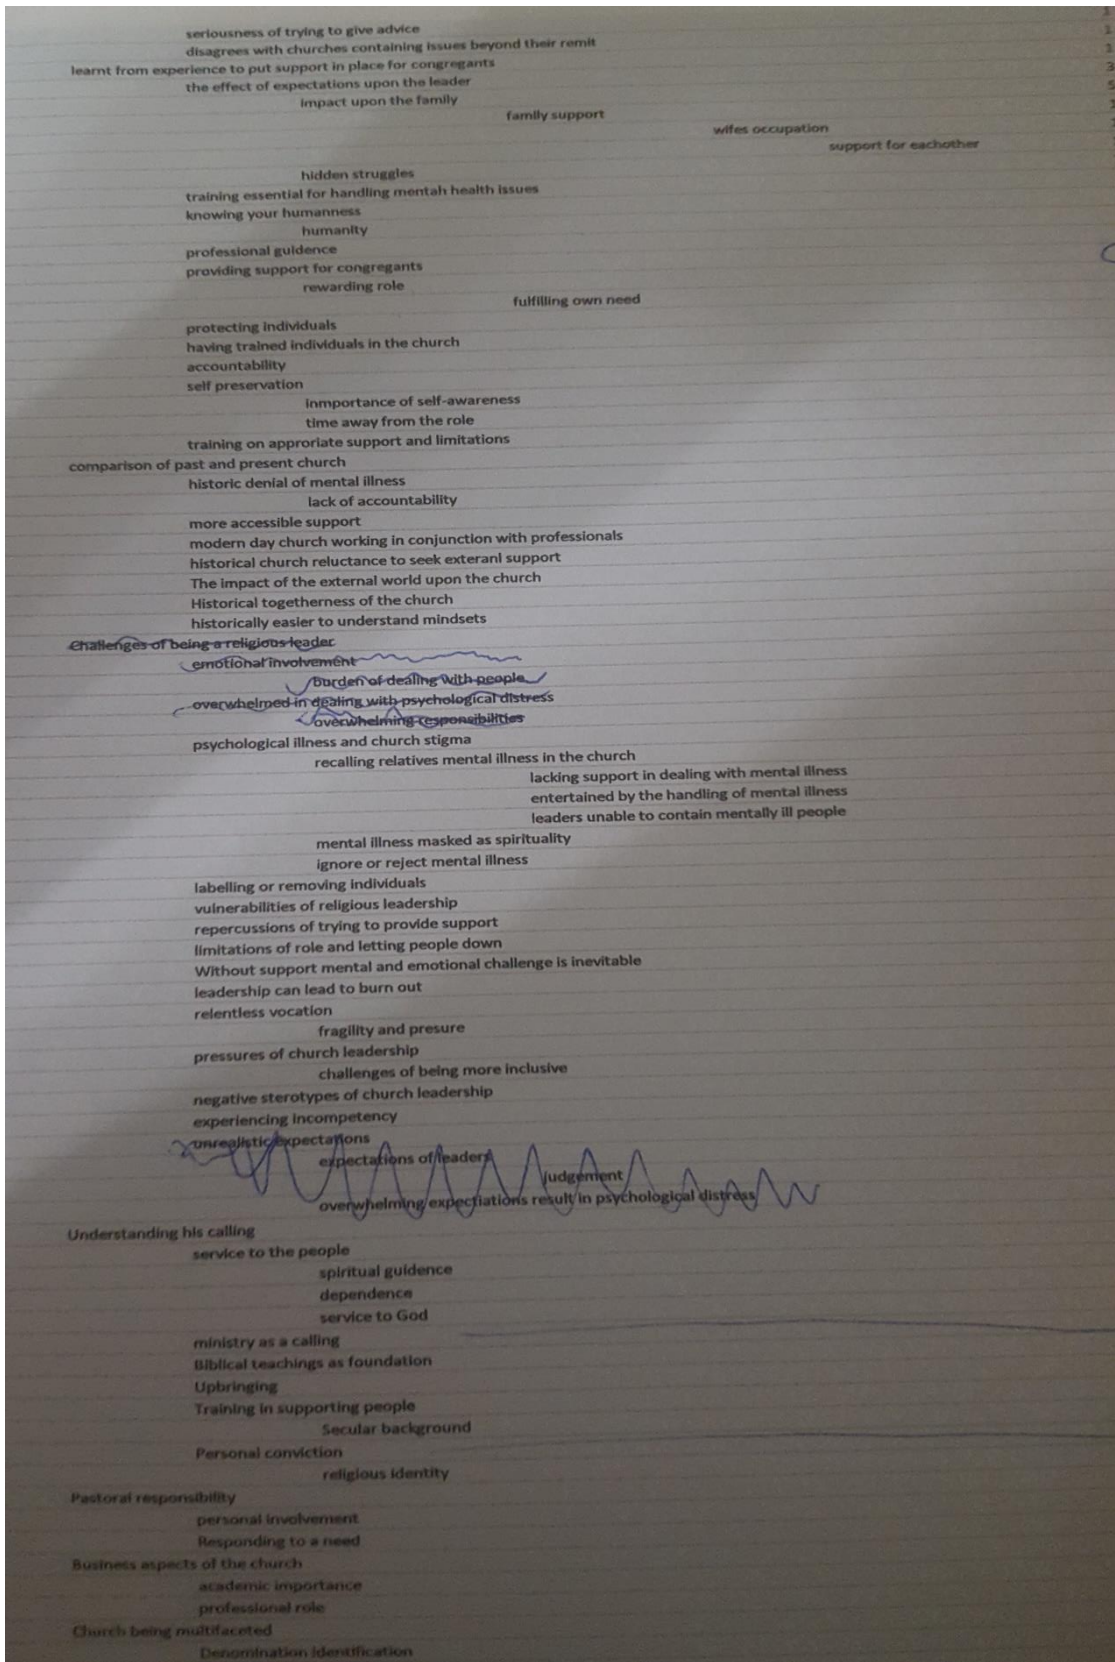 seriousness of trying to give advice
disagrees with churches containing issues beyond their remit
learnt from experience to put support in place for congregants
the effect of expectations upon the leader
impact upon the family
family support
wifes occupation
support for eachother
hidden struggles
training essential for handling mentah health issues
knowing your humanness
humanity
professional guidence
providing support for congregants
rewarding role
fulfilling own need
protecting individuals
having trained individuals in the church
accountability
self preservation
inmportance of self-awareness
time away from the role
training on approriate support and limitations
comparison of past and present church
historic denial of mental illness
lack of accountability
more accessible support
modern day church working in conjunction with professionals
historical church reluctance to seek exteranl support
The impact of the external world upon the church
Historical togetherness of the church
historically easier to understand mindsets
Challenges of being a religious leader
emotional involvement
burden of dealing with people
overwhelmed in dealing with psychological distress
overwhelming responsibilities
psychological illness and church stigma
recalling relatives mental illness in the church
lacking support in dealing with mental illness
entertained by the handling of mental illness
leaders unable to contain mentally ill people
mental illness masked as spirituality
ignore or reject mental illness
labelling or removing individuals
vulnerabilities of religious leadership
repercussions of trying to provide support
limitations of role and letting people down
Without support mental and emotional challenge is inevitable
leadership can lead to burn out
relentless vocation
fragility and presure
pressures of church leadership
challenges of being more inclusive
negative sterotypes of church leadership
experiencing incompetency
unrealistic expectations
expectations of leaders
judgement
overwhelming expectiations result in psychological distress
Understanding his calling
service to the people
spiritual guidence
dependence
service to God
ministry as a calling
Biblical teachings as foundation
Upbringing
Training in supporting people
Secular background
Personal conviction
religious identity
Pastoral responsibility
personal involvement
Responding to a need
Business aspects of the church
academic importance
professional role
Church being multifaceted
Denomination identification